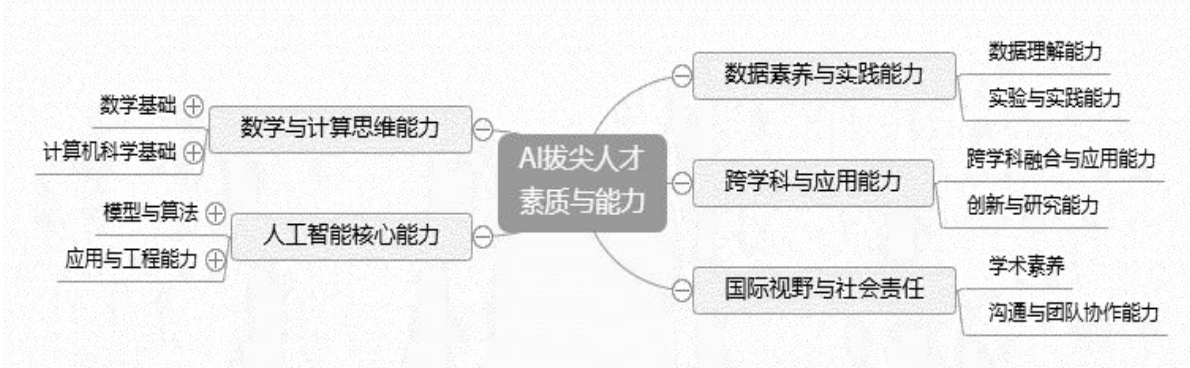 AI拔尖人才
素质与能力
数学与计算思维能力
数学基础
计算机科学基础
人工智能核心能力
模型与算法
应用与工程能力
数据素养与实践能力
数据理解能力
实验与实践能力
跨学科与应用能力
跨学科融合与应用能力
创新与研究能力
国际视野与社会责任
学术素养
沟通与团队协作能力